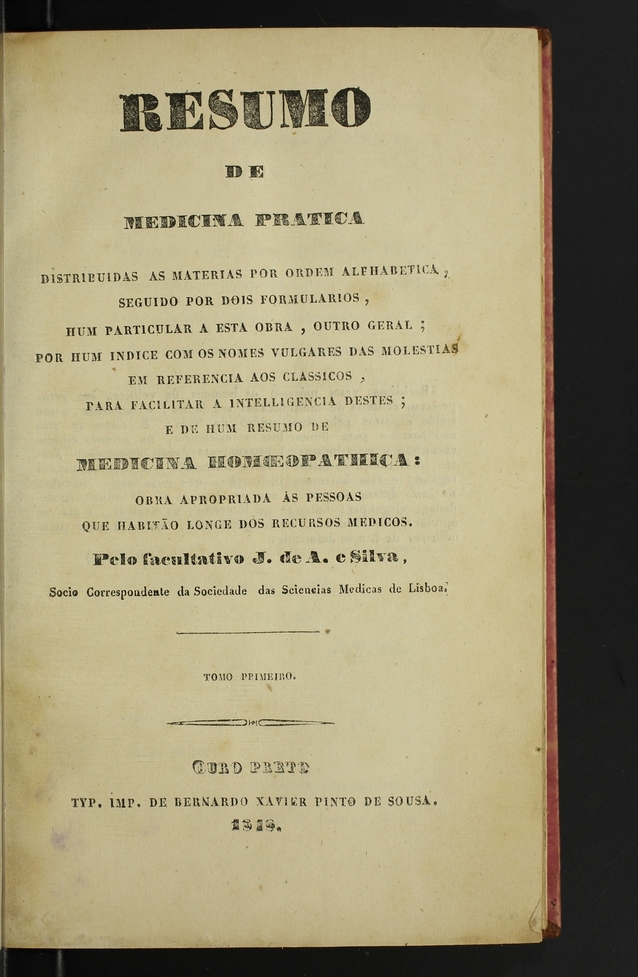 RESUMO
DE
MEDICINA PRATICA
DISTRIBUIDAS AS MATERIAS POR ORDEM ALPHABETICA,
SEGUIDO POR DOIS FORMULARIOS ,
HUM PARTICULAR A ESTA OBRA , OUTRO GERAL ;
POR HUM INDICE COM OS NOMES VULGARES DAS MOLESTIAS
EM REFERENCIA AOS CLASSICOS ,
PARA FACILITAR A INTELLIGENCIA DESTES ;
E DE HUM RESUMO DE
MEDICINA HOMŒOPATHICA :
OBRA APROPRIADA ÁS PESSOAS
QUE HABITÃO LONGE DOS RECURSOS MEDICOS.
Pelo facultativo J. de A. e Silva,
Socio Correspondente da Sociedade das Sciencias Medicas de Lisboa.
TOMO PRIMEIRO.
OURO PRETO
TYP. IMP. DE BERNARDO XAVIER PINTO DE SOUSA.